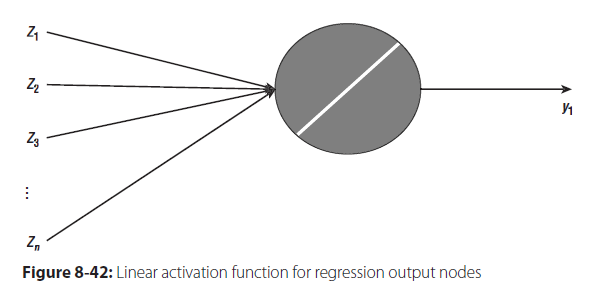 Z1
Z2
y1
Z3
⋮
Zn
Figure 8-42: Linear activation function for regression output nodes